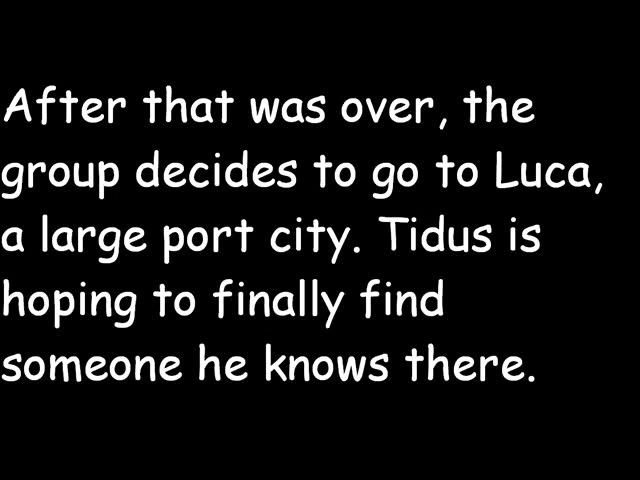 After that was over, the
group decides to go to Luca,
a large port city. Tidus is
hoping to finally find
someone he knows there.